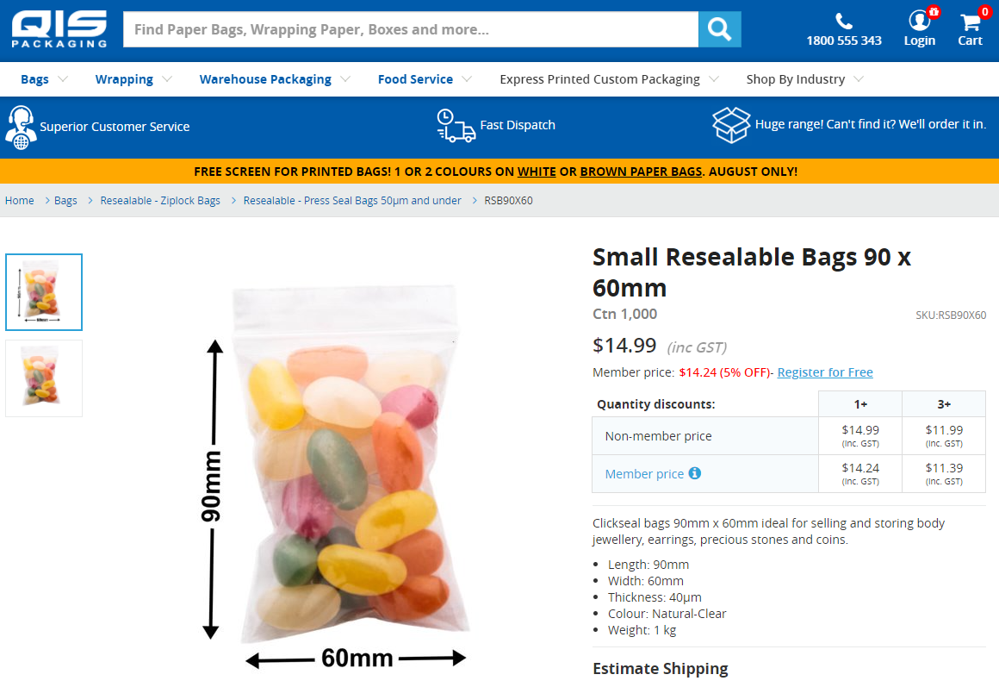 QIS
PACKAGING
Find Paper Bags, Wrapping Paper, Boxes and more...
1800 555 343
Login
0
Cart
Bags
Wrapping
Warehouse Packaging
Food Service
Express Printed Custom Packaging
Shop By Industry
Superior Customer Service
Fast Dispatch
Huge range! Can't find it? We'll order it in.
FREE SCREEN FOR PRINTED BAGS! 1 OR 2 COLOURS ON WHITE OR BROWN PAPER BAGS. AUGUST ONLY!
Home > Bags > Resealable - Ziplock Bags > Resealable - Press Seal Bags 50µm and under > RSB90X60
90mm
60mm
90mm
60mm
Small Resealable Bags 90 x
60mm
Ctn 1,000
SKU:RSB90X60
$14.99 (inc GST)
Member price: $14.24 (5% OFF)- Register for Free
Quantity discounts: 1+ 3+
Non-member price $14.99 $11.99
(Inc. GST) (Inc. GST)
Member price $14.24 $11.39
(Inc. GST) (Inc. GST)
Clickseal bags 90mm x 60mm ideal for selling and storing body
jewellery, earrings, precious stones and coins.
• Length: 90mm
• Width: 60mm
• Thickness: 40µm
• Colour: Natural-Clear
• Weight: 1 kg
Estimate Shipping